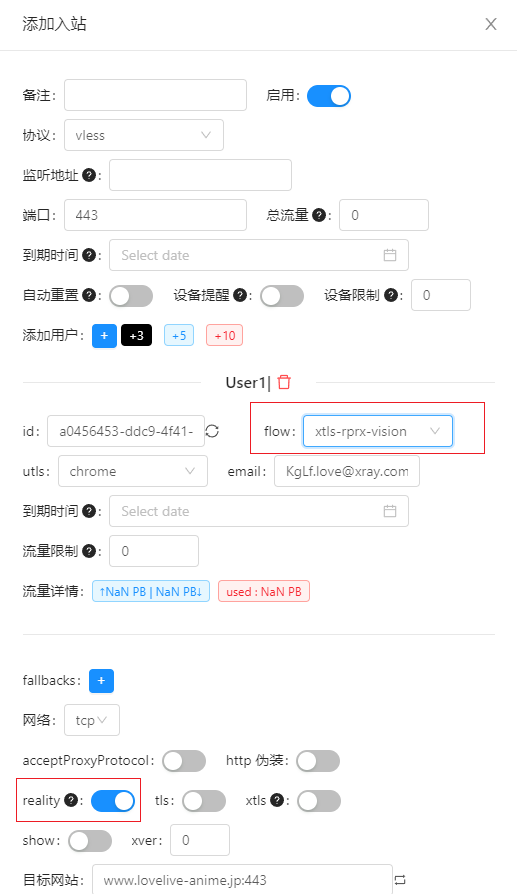 添加入站
备注: 启用:
协议: vless
监听地址 ? :
端口: 443 总流量 ? : 0
到期时间 ? : Select date
自动重置 ? : 设备提醒 ? : 设备限制 ? : 0
添加用户: + +3 +5 +10
User1|
id: a0456453-ddc9-4f41- flow: xtls-rprx-vision
utls: chrome email: KgLf.love@xray.com
到期时间 ? : Select date
流量限制 ? : 0
流量详情: ↑NaN PB | NaN PB↓ used : NaN PB
fallbacks: +
网络: tcp
acceptProxyProtocol: http 伪装:
reality ? : tls: xtls ? :
show: xver: 0
目标网站: www.lovelive-anime.jp:443